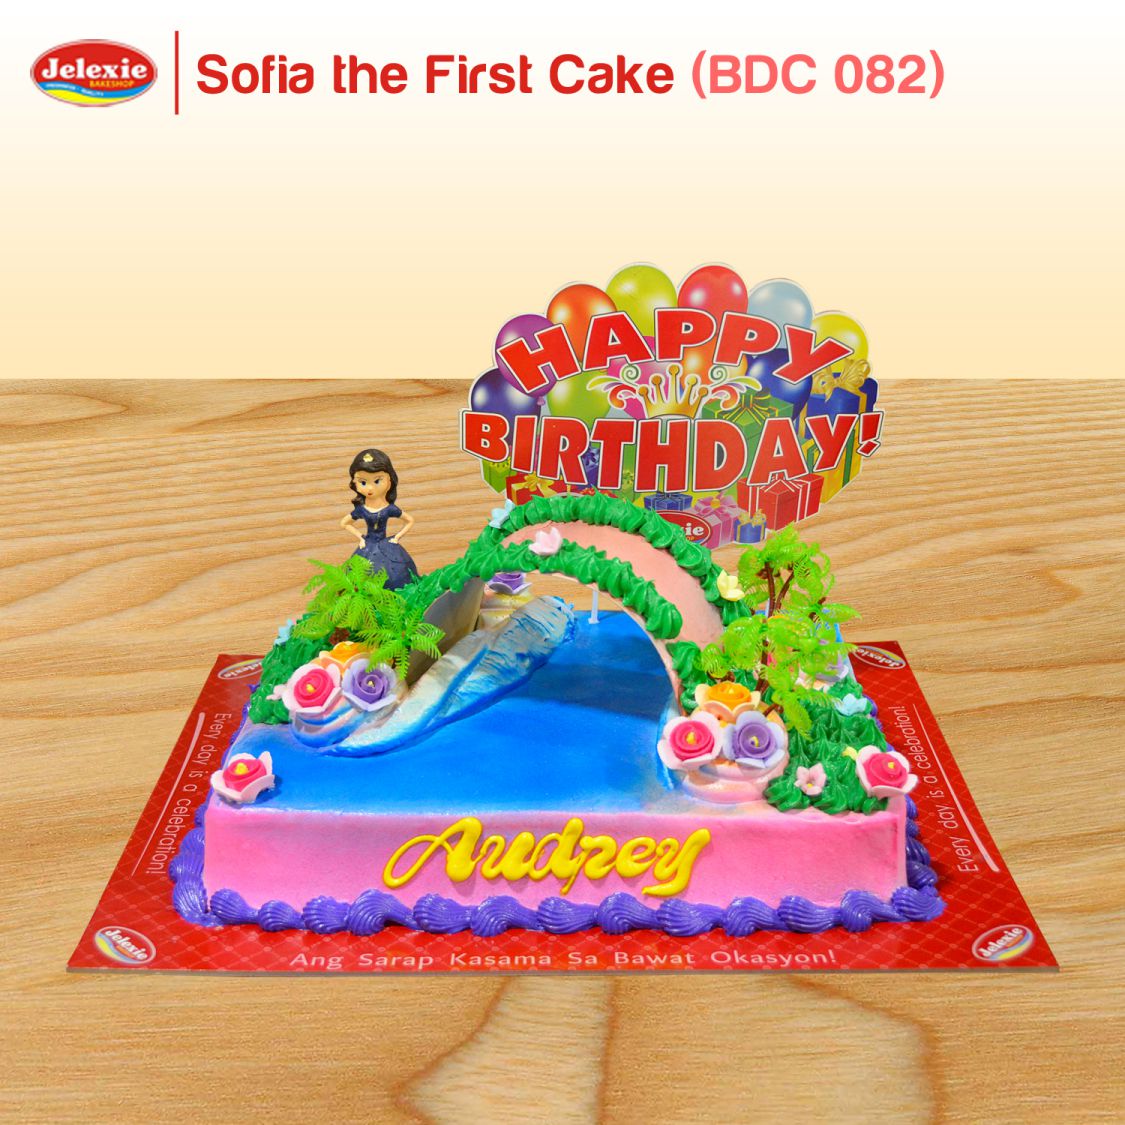 Jelexie
BAKESHOP
Sofia the First Cake (BDC 082)
HAPPY
BIRTHDAY!
Audrey
Every day is a celebration!
Every day is a celebration!
Jelexie
Jelexie
Ang Sarap Kasama Sa Bawat Okasyon!
Jelexie
Jelexie